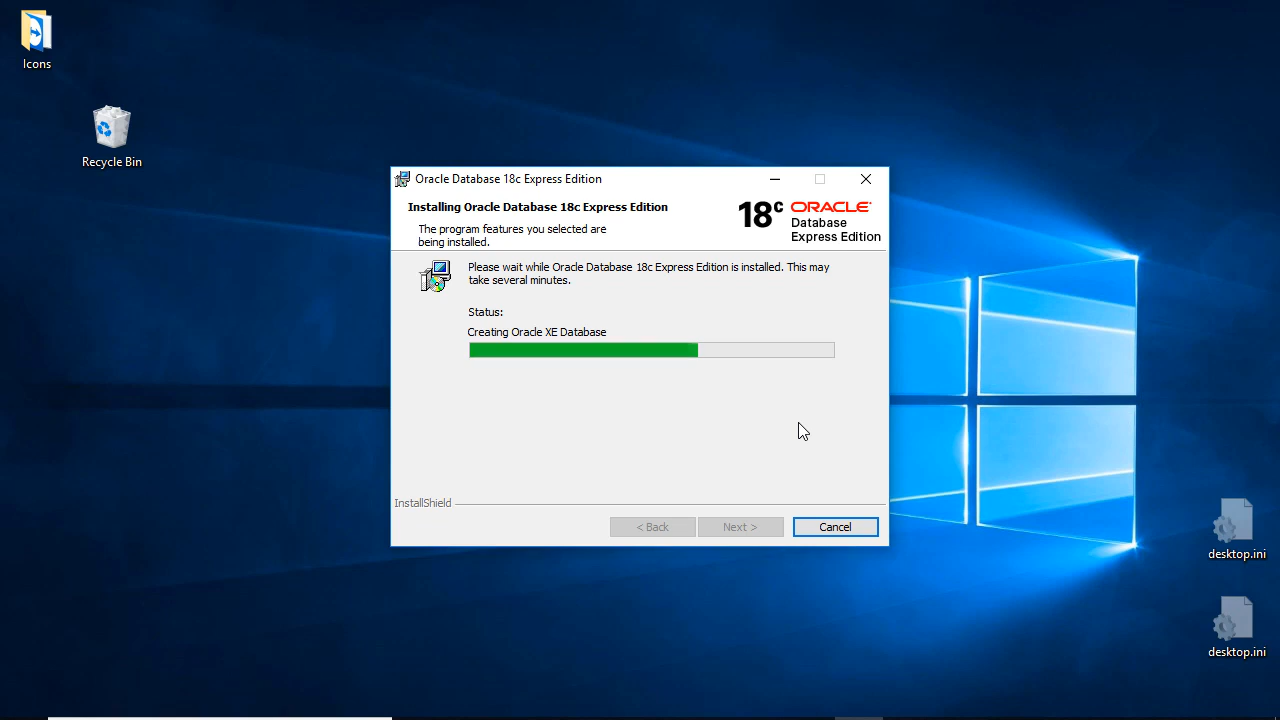 Icons
Recycle Bin
Oracle Database 18c Express Edition
Installing Oracle Database 18c Express Edition
The program features you selected are
being installed.
18c ORACLE
Database
Express Edition
Please wait while Oracle Database 18c Express Edition is installed. This may
take several minutes.
Status:
Creating Oracle XE Database
InstallShield
< Back
Next >
Cancel
desktop.ini
desktop.ini